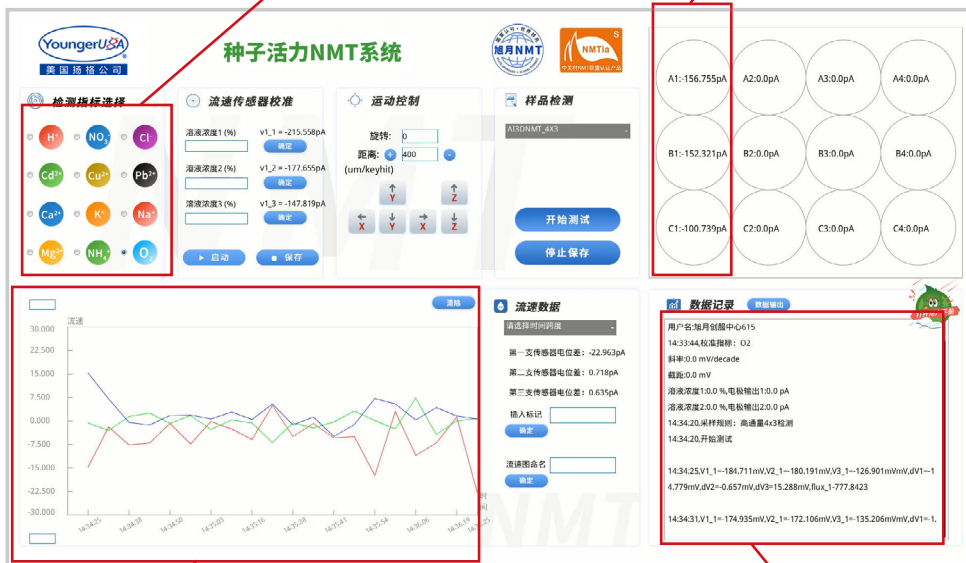 YoungerUSA
美国扬格公司
种子活力NMT系统
旭月NMT
NMTia
S
中关村NMT联盟认证产品
检测指标选择
H⁺
NO₃⁻
Cl⁻
Cd²⁺
Cu²⁺
Pb²⁺
Ca²⁺
K⁺
Na⁺
Mg²⁺
NH₄⁺
O₂
流速传感器校准
溶液浓度1 (%)
v1_1 = -215.558pA
确定
溶液浓度2 (%)
v1_2 = -177.655pA
确定
溶液浓度3 (%)
v1_3 = -147.819pA
确定
启动
保存
运动控制
旋转:
0
距离:
400
(um/keyhit)
Y
Z
X
Y
X
Z
样品检测
AI3DNMT_4X3
开始测试
停止保存
A1:-156.755pA
A2:0.0pA
A3:0.0pA
A4:0.0pA
B1:-152.321pA
B2:0.0pA
B3:0.0pA
B4:0.0pA
C1:-100.739pA
C2:0.0pA
C3:0.0pA
C4:0.0pA
清除
流速
30.000
22.500
15.000
7.500
0.000
-7.500
-15.000
-22.500
-30.000
14:34:25
14:34:38
14:34:50
14:35:03
14:35:16
14:35:28
14:35:41
14:35:54
14:36:06
14:36:19
14:36:25
时间
流速数据
请选择时间跨度
第一支传感器电位差: -22.963pA
第二支传感器电位差: 0.718pA
第三支传感器电位差: 0.635pA
插入标记
确定
流速图命名
确定
数据记录
数据输出
用户名:旭月创服中心615
14:33:44,校准指标：O2
斜率:0.0 mV/decade
截距:0.0 mV
溶液浓度1:0.0 %,电极输出1:0.0 pA
溶液浓度2:0.0 %,电极输出2:0.0 pA
14:34:20,采样规则：高通量4x3检测
14:34:20,开始测试
14:34:25,V1_1=-184.711mV,V2_1=-180.191mV,V3_1=-126.901mVmV,dV1=-1
4.779mV,dV2=-0.657mV,dV3=15.288mV,flux_1-777.8423
14:34:31,V1_1=-174.935mV,V2_1=-172.106mV,V3_1=-135.206mVmV,dV1=-1.
NMT